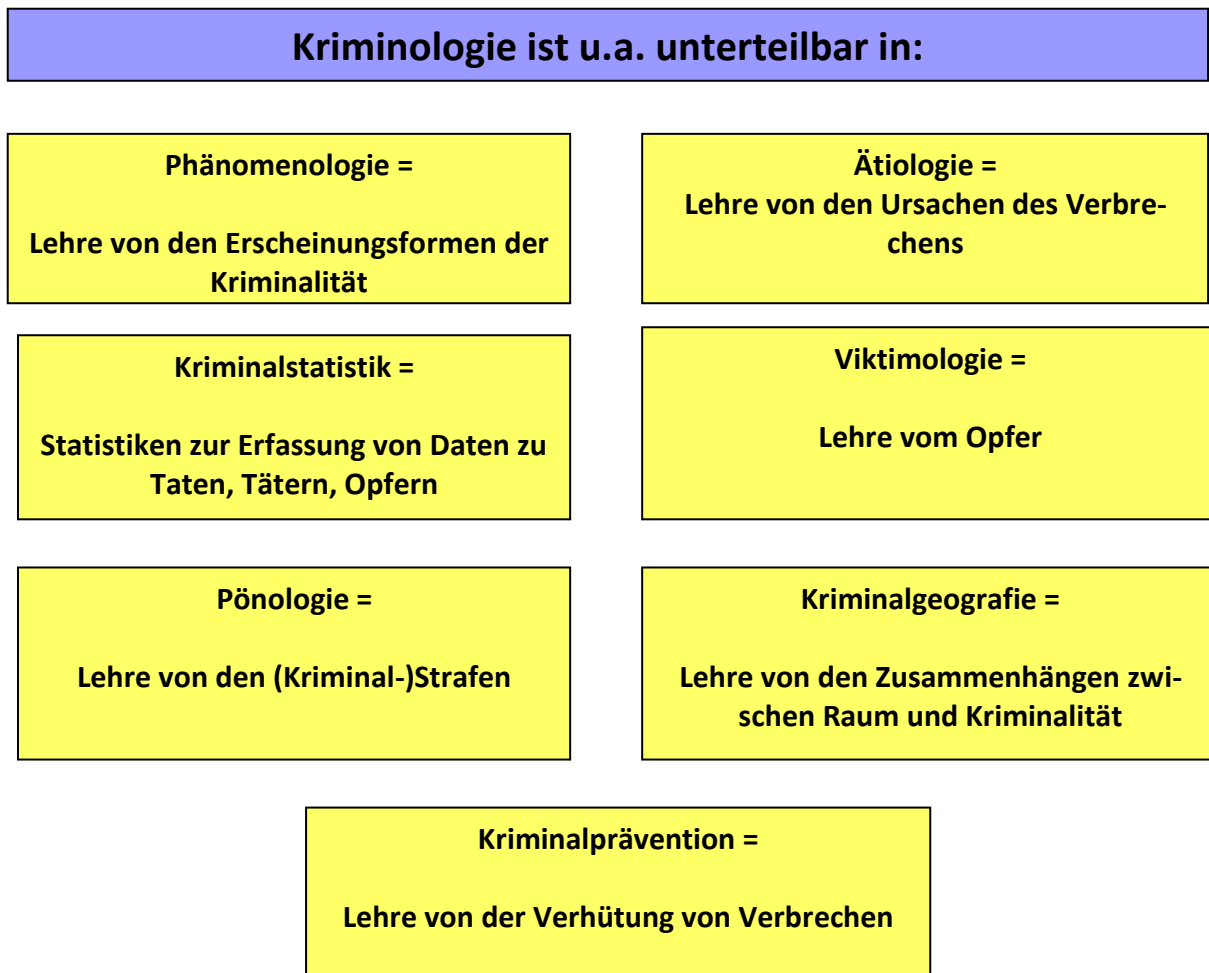 Kriminologie ist u.a. unterteilbar in:
Phänomenologie =
Lehre von den Erscheinungsformen der
Kriminalität
Ätiologie =
Lehre von den Ursachen des Verbre-
chens
Kriminalstatistik =
Statistiken zur Erfassung von Daten zu
Taten, Tätern, Opfern
Viktimologie =
Lehre vom Opfer
Pönologie =
Lehre von den (Kriminal-)Strafen
Kriminalgeografie =
Lehre von den Zusammenhängen zwi-
schen Raum und Kriminalität
Kriminalprävention =
Lehre von der Verhütung von Verbrechen